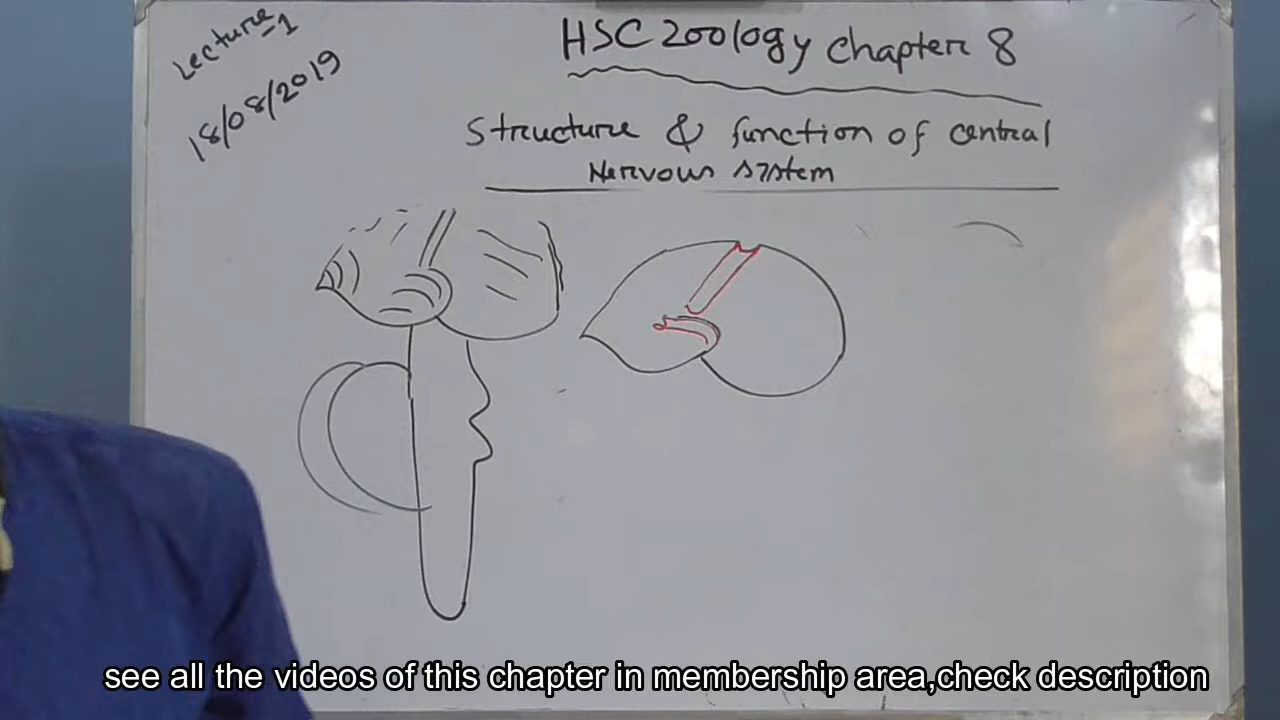 Lecture-1
18/08/2019
HSC Zoology chapter 8
Structure & function of central
Nervous system
see all the videos of this chapter in membership area,check description